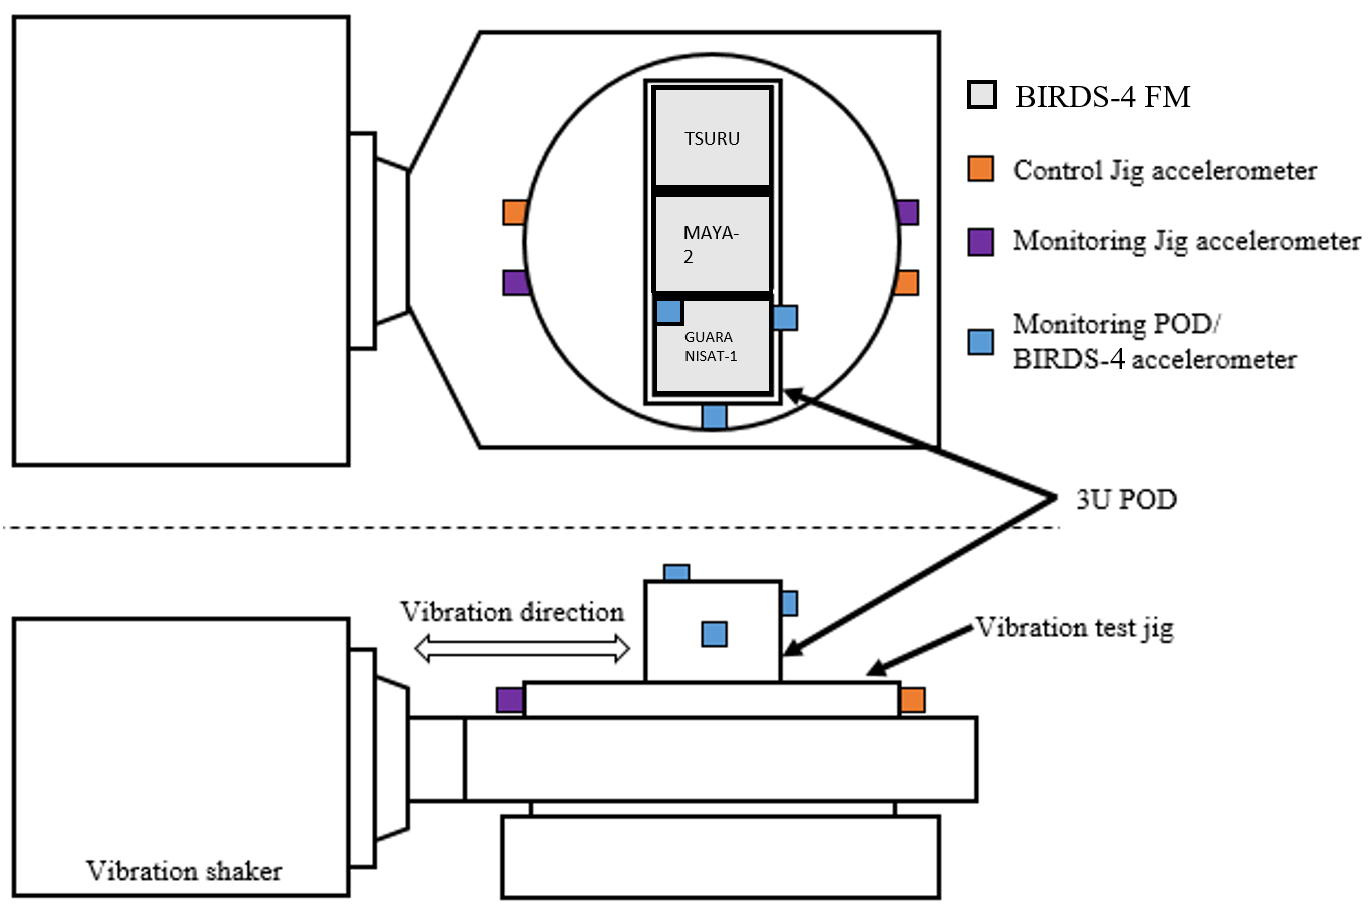 TSURU
MAYA-
2
GUARA
NISAT-1
BIRDS-4 FM
Control Jig accelerometer
Monitoring Jig accelerometer
Monitoring POD/
BIRDS-4 accelerometer
3U POD
Vibration direction
Vibration test jig
Vibration shaker